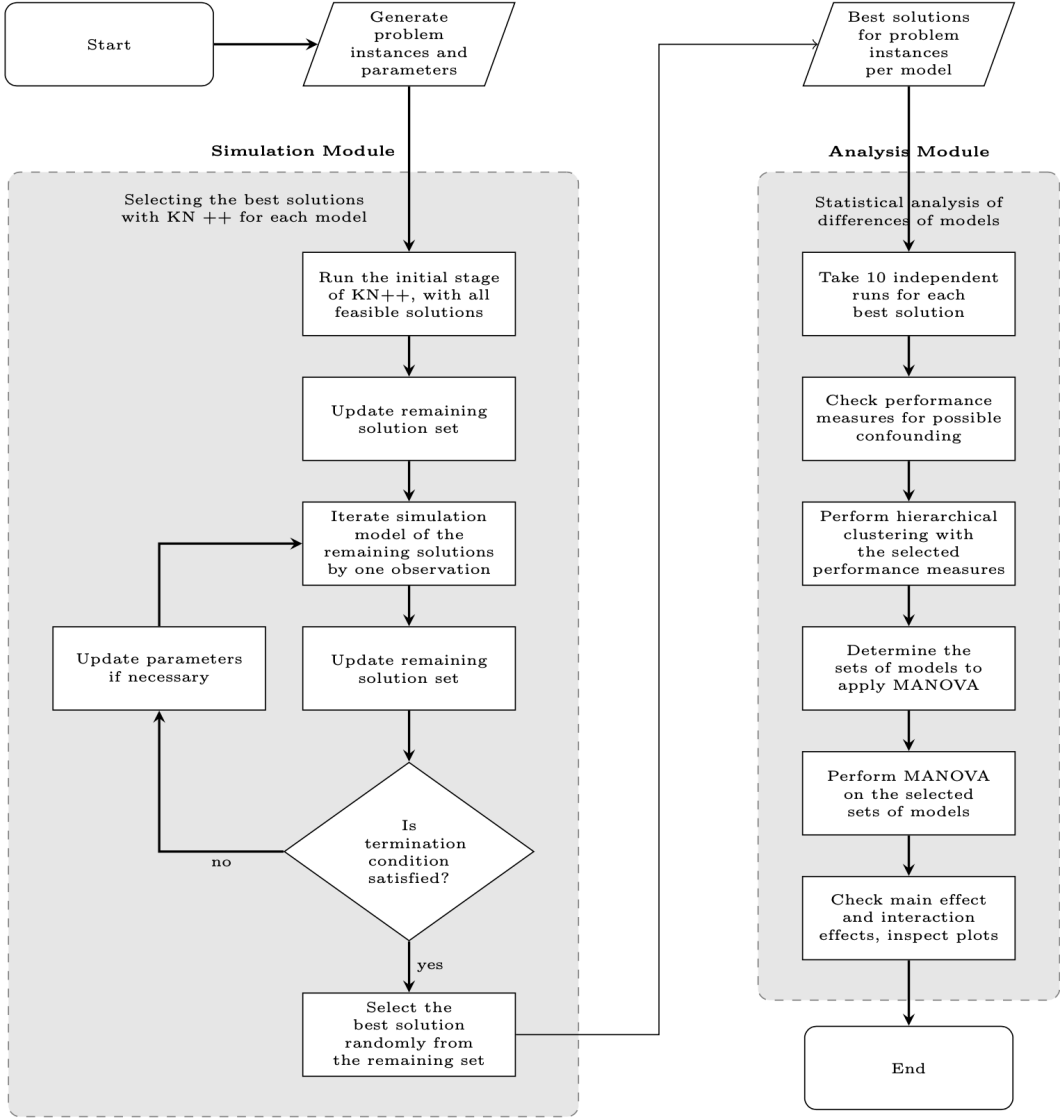 Start
Generate
problem
instances and
parameters
Simulation Module
Selecting the best solutions
with KN ++ for each model
Run the initial stage
of KN++, with all
feasible solutions
Update remaining
solution set
Iterate simulation
model of the
remaining solutions
by one observation
Update remaining
solution set
Update parameters
if necessary
Is
termination
condition
satisfied?
no
yes
Select the
best solution
randomly from
the remaining set
Best solutions
for problem
instances
per model
Analysis Module
Statistical analysis of
differences of models
Take 10 independent
runs for each
best solution
Check performance
measures for possible
confounding
Perform hierarchical
clustering with
the selected
performance measures
Determine the
sets of models to
apply MANOVA
Perform MANOVA
on the selected
sets of models
Check main effect
and interaction
effects, inspect plots
End